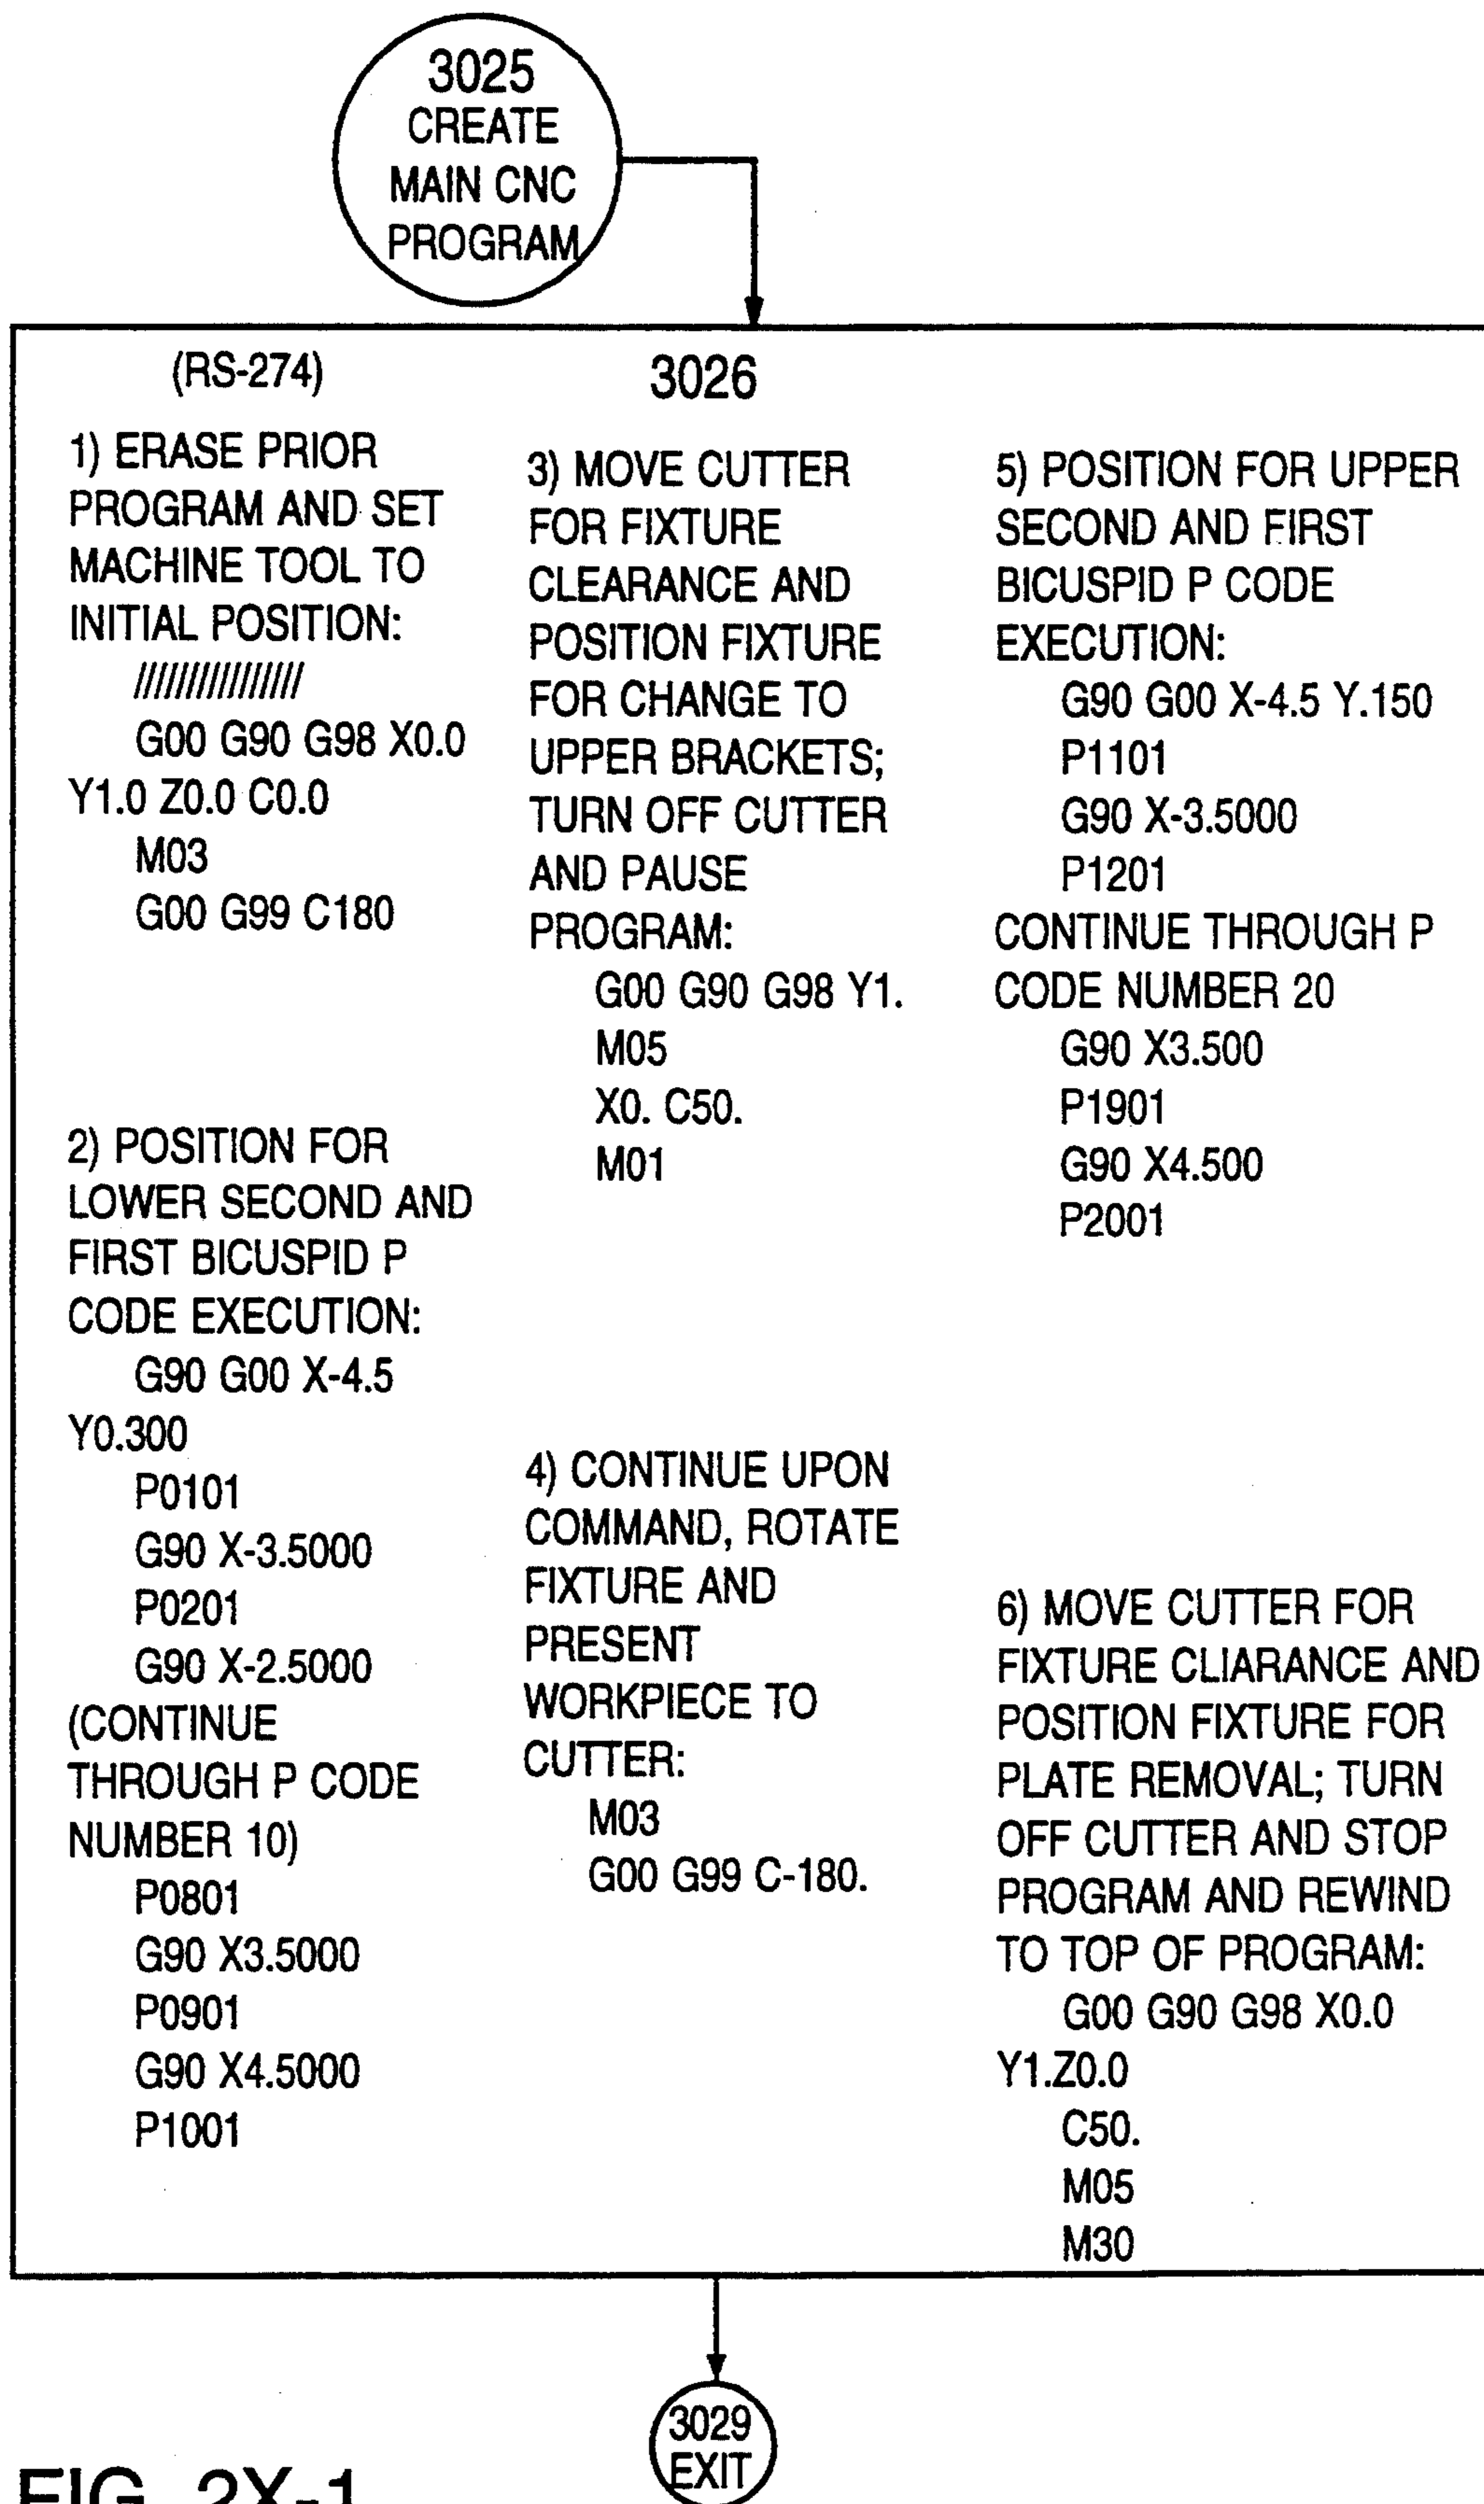 3025
CREATE
MAIN CNC
PROGRAM
(RS-274)
3026
1) ERASE PRIOR
PROGRAM AND SET
MACHINE TOOL TO
INITIAL POSITION:
////////////////
G00 G90 G98 X0.0
Y1.0 Z0.0 C0.0
M03
G00 G99 C180
2) POSITION FOR
LOWER SECOND AND
FIRST BICUSPID P
CODE EXECUTION:
G90 G00 X-4.5
Y0.300
P0101
G90 X-3.5000
P0201
G90 X-2.5000
(CONTINUE
THROUGH P CODE
NUMBER 10)
P0801
G90 X3.5000
P0901
G90 X4.5000
P1001
3) MOVE CUTTER
FOR FIXTURE
CLEARANCE AND
POSITION FIXTURE
FOR CHANGE TO
UPPER BRACKETS;
TURN OFF CUTTER
AND PAUSE
PROGRAM:
G00 G90 G98 Y1.
M05
X0. C50.
M01
4) CONTINUE UPON
COMMAND, ROTATE
FIXTURE AND
PRESENT
WORKPIECE TO
CUTTER:
M03
G00 G99 C-180.
5) POSITION FOR UPPER
SECOND AND FIRST
BICUSPID P CODE
EXECUTION:
G90 G00 X-4.5 Y.150
P1101
G90 X-3.5000
P1201
CONTINUE THROUGH P
CODE NUMBER 20
G90 X3.500
P1901
G90 X4.500
P2001
6) MOVE CUTTER FOR
FIXTURE CLIARANCE AND
POSITION FIXTURE FOR
PLATE REMOVAL; TURN
OFF CUTTER AND STOP
PROGRAM AND REWIND
TO TOP OF PROGRAM:
G00 G90 G98 X0.0
Y1.Z0.0
C50.
M05
M30
3029
EXIT
FIG. 2X-1